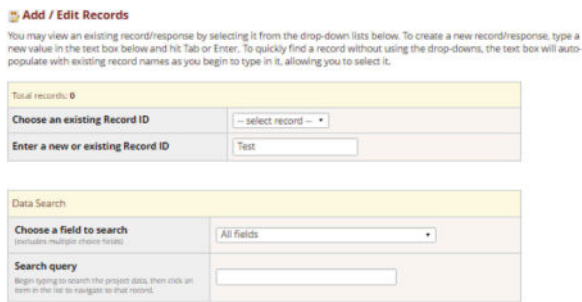 Add / Edit Records
You may view an existing record/response by selecting it from the drop-down lists below. To create a new record/response, type a
new value in the text box below and hit Tab or Enter. To quickly find a record without using the drop-downs, the text box will auto-
populate with existing record names as you begin to type in it, allowing you to select it.
Total records: 0
Choose an existing Record ID
-- select record --
Enter a new or existing Record ID
Test
Data Search
Choose a field to search
(excludes multiple choice fields)
All fields
Search query
Begin typing to search the project data, then click an
item in the list to navigate to that record.